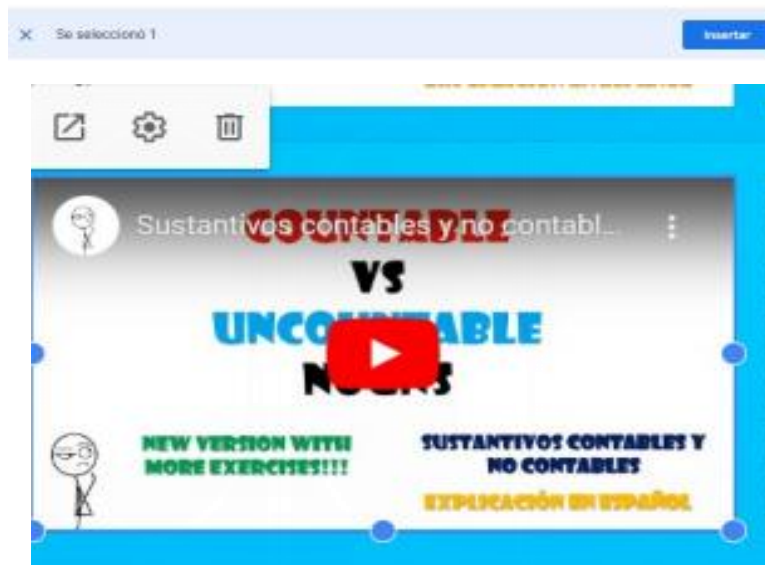 Se seleccionó 1
Insertar
Sustantivos contables y no contabl...
COUNTABLE
VS
UNCOUNTABLE
NOUNS
NEW VERSION WITH
MORE EXERCISES!!!
SUSTANTIVOS CONTABLES Y
NO CONTABLES
EXPLICACIÓN EN ESPAÑOL